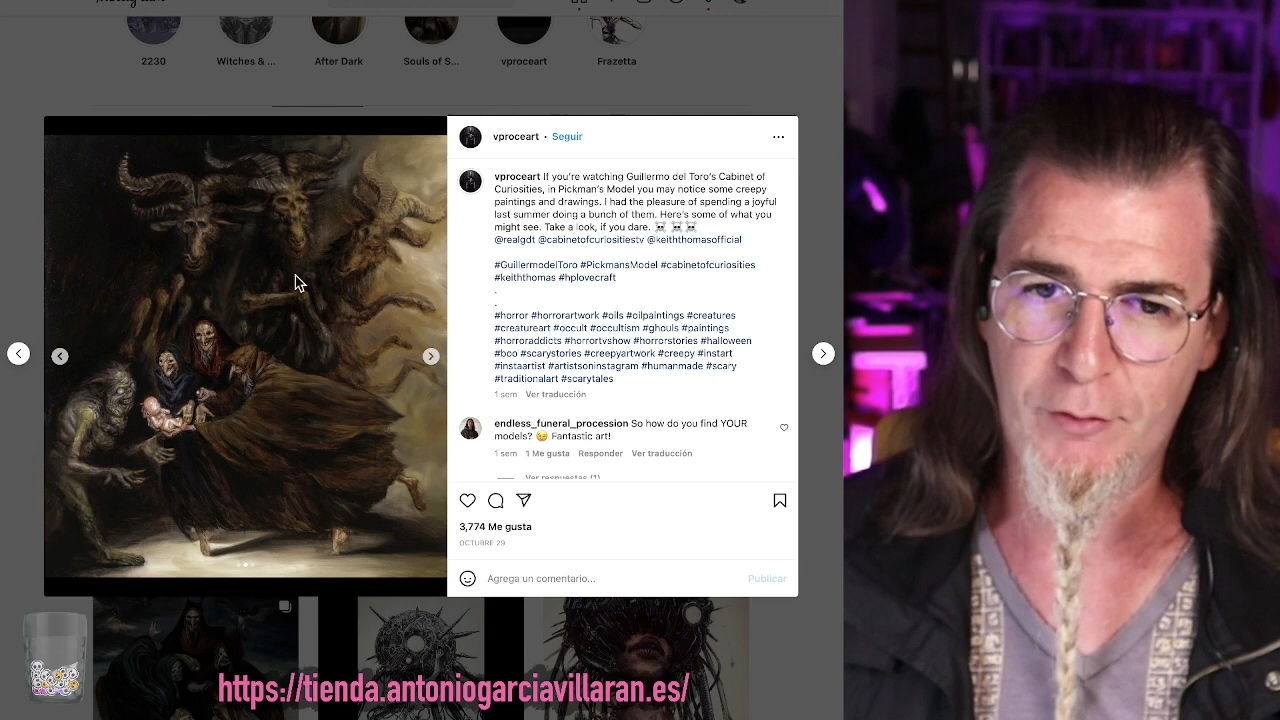 2230
Witches & ...
After Dark
Souls of S...
vproceart
Frazetta
vproceart · Seguir
vproceart If you're watching Guillermo del Toro's Cabinet of
Curiosities, in Pickman's Model you may notice some creepy
paintings and drawings. I had the pleasure of spending a joyful
last summer doing a bunch of them. Here's some of what you
might see. Take a look, if you dare. ☠️ ☠️ ☠️
@realgdt @cabinetofcuriositiestv @keiththomasofficial
#GuillermodelToro #PickmansModel #cabinetofcuriosities
#keiththomas #hplovecraft
.
.
#horror #horrorartwork #oils #oilpaintings #creatures
#creatureart #occult #occultism #ghouls #paintings
#horroraddicts #horrortvshow #horrorstories #halloween
#boo #scarystories #creepyartwork #creepy #instart
#instaartist #artistsoninstagram #humanmade #scary
#traditionalart #scarytales
1 sem Ver traducción
endless_funeral_procession So how do you find YOUR
models? 😉 Fantastic art!
1 sem 1 Me gusta Responder Ver traducción
Ver respuestas (1)
3,774 Me gusta
OCTUBRE 29
Agrega un comentario...
Publicar
https://tienda.antoniogarciavillaran.es/